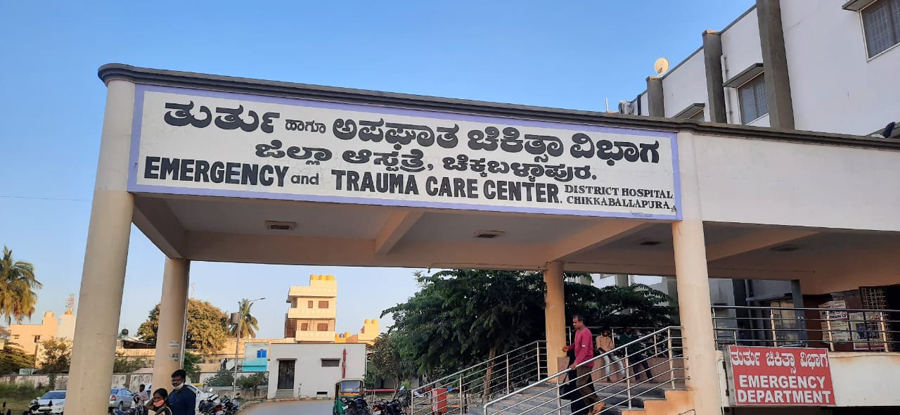 ತುರ್ತು ಹಾಗೂ ಅಪಘಾತ ಚಿಕಿತ್ಸಾ ವಿಭಾಗ
ಜಿಲ್ಲಾ ಆಸ್ಪತ್ರೆ, ಚಿಕ್ಕಬಳ್ಳಾಪುರ.
EMERGENCY and TRAUMA CARE CENTER. DISTRICT HOSPITAL
CHIKKABALLAPURA
ತುರ್ತು ಚಿಕಿತ್ಸಾ ವಿಭಾಗ
EMERGENCY
DEPARTMENT